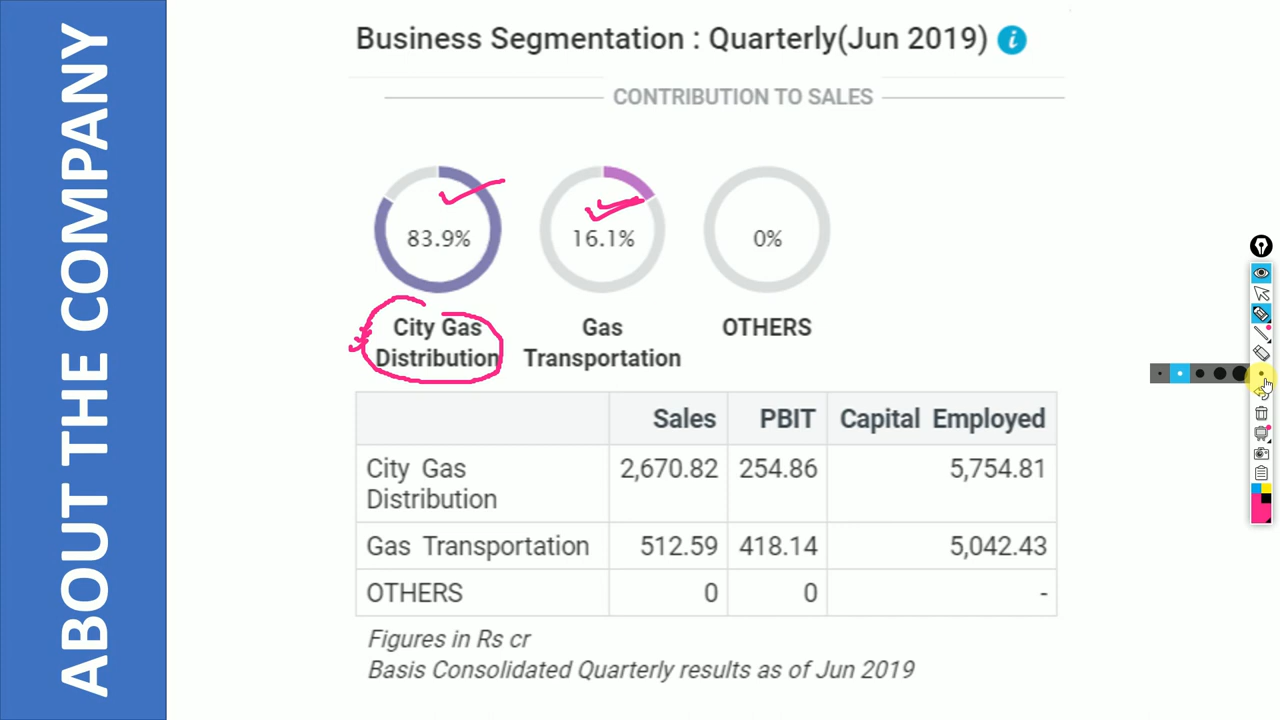 ABOUT THE COMPANY
Business Segmentation : Quarterly(Jun 2019) i
CONTRIBUTION TO SALES
83.9% 16.1% 0%
City Gas Gas OTHERS
Distribution Transportation
Sales PBIT Capital Employed
City Gas 2,670.82 254.86 5,754.81
Distribution
Gas Transportation 512.59 418.14 5,042.43
OTHERS 0 0 -
Figures in Rs cr
Basis Consolidated Quarterly results as of Jun 2019